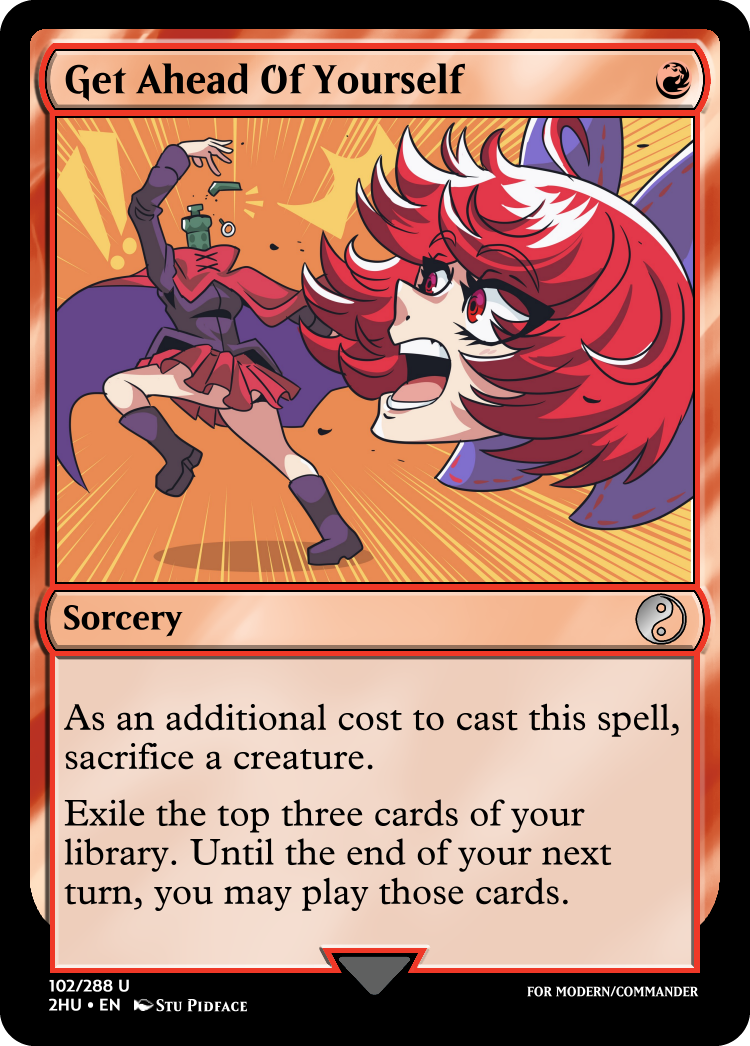 Get Ahead Of Yourself
Sorcery
As an additional cost to cast this spell,
sacrifice a creature.
Exile the top three cards of your
library. Until the end of your next
turn, you may play those cards.
102/288 U
2HU • EN Stu Pidface
FOR MODERN/COMMANDER